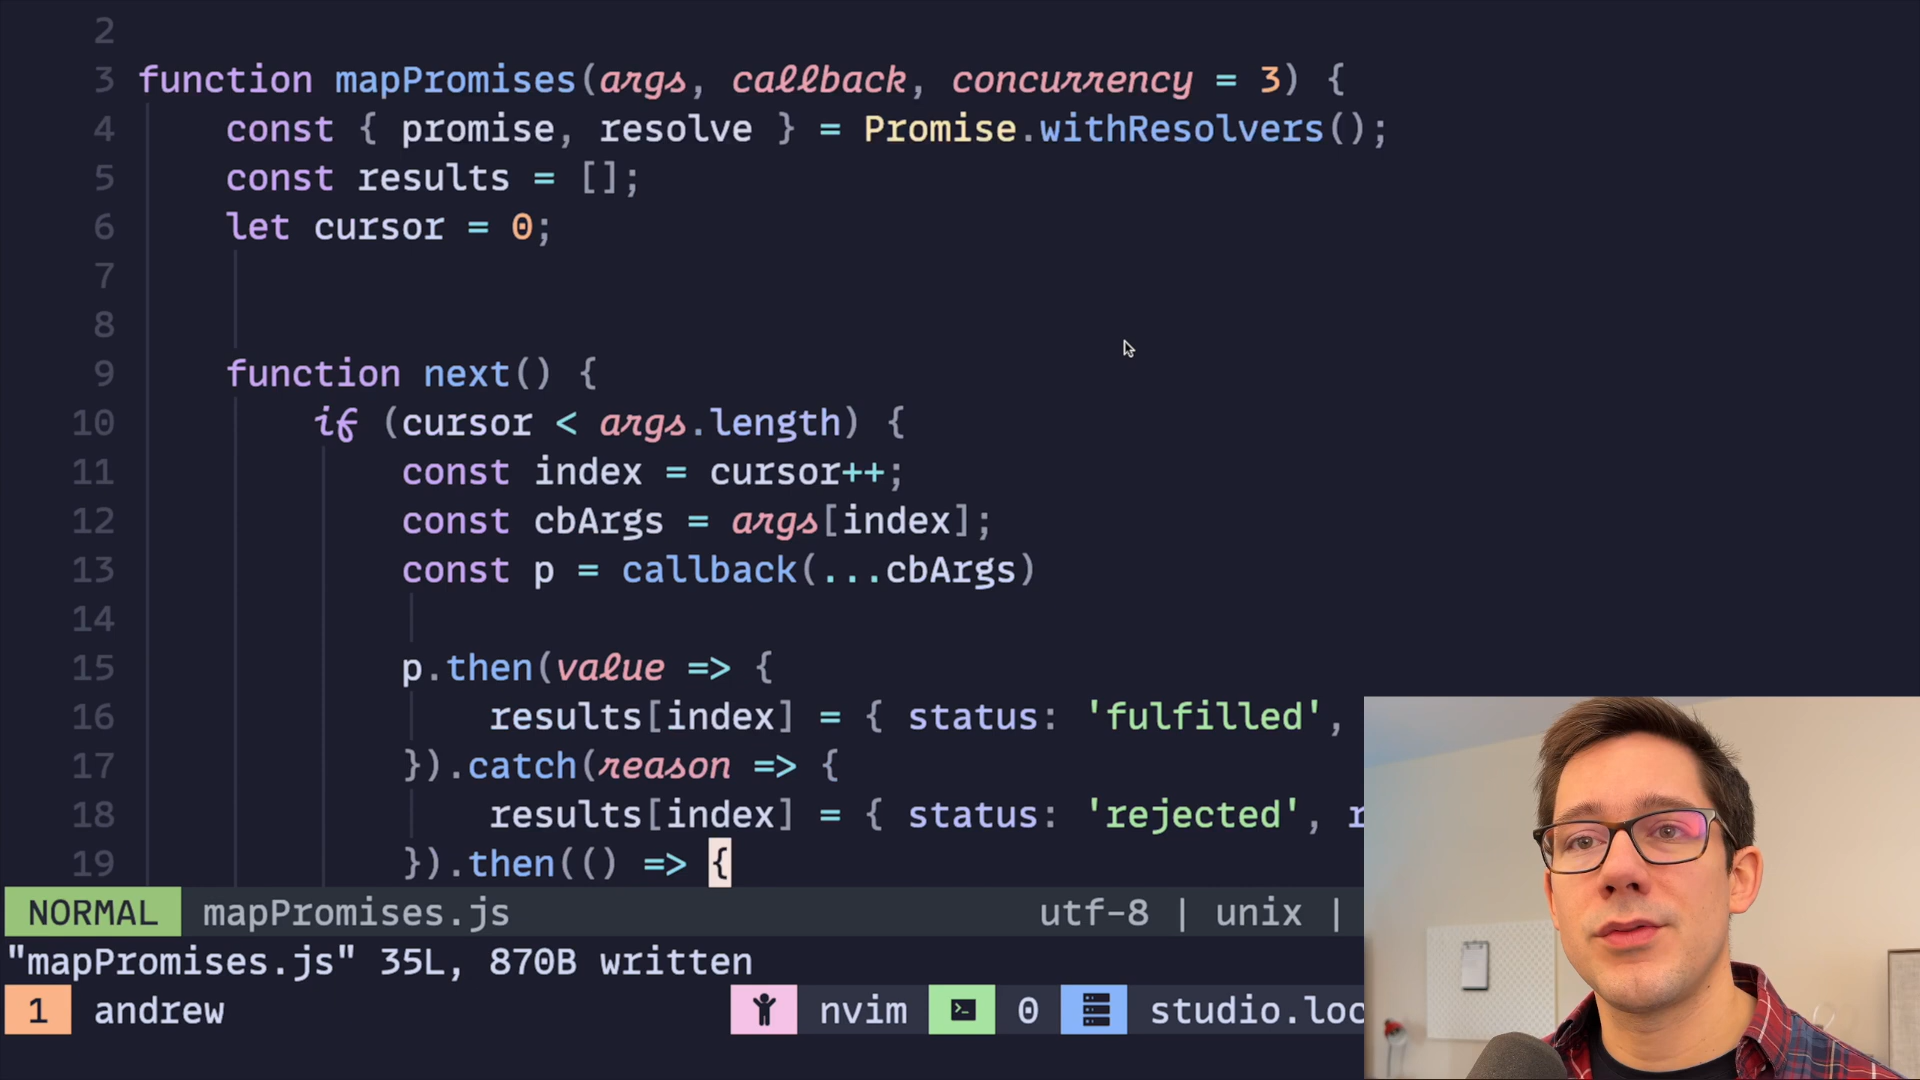 2
3 function mapPromises(args, callback, concurrency = 3) {
4 const { promise, resolve } = Promise.withResolvers();
5 const results = [];
6 let cursor = 0;
7
8
9 function next() {
10 if (cursor < args.length) {
11 const index = cursor++;
12 const cbArgs = args[index];
13 const p = callback(...cbArgs)
14
15 p.then(value => {
16 results[index] = { status: 'fulfilled',
17 }).catch(reason => {
18 results[index] = { status: 'rejected', r
19 }).then(() => {
NORMAL mapPromises.js utf-8 | unix |
"mapPromises.js" 35L, 870B written
1 andrew nvim 0 studio.loc